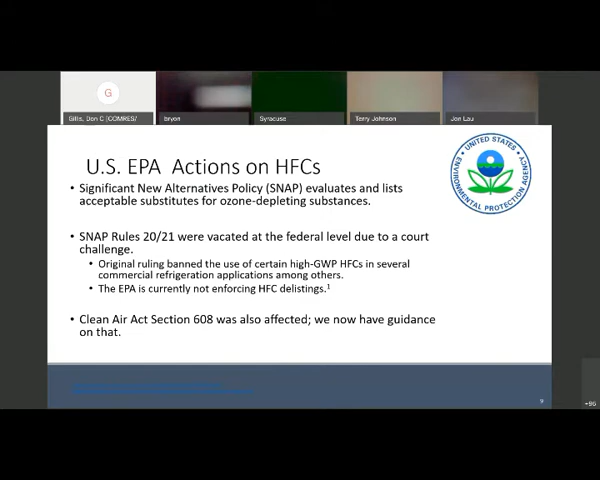 G
Gillis, Don C [COMRES/
bryon
Syracuse
Terry Johnson
Jon Lau
U.S. EPA Actions on HFCs
• Significant New Alternatives Policy (SNAP) evaluates and lists
acceptable substitutes for ozone-depleting substances.
UNITED STATES
ENVIRONMENTAL PROTECTION AGENCY
• SNAP Rules 20/21 were vacated at the federal level due to a court
challenge.
• Original ruling banned the use of certain high-GWP HFCs in several
commercial refrigeration applications among others.
• The EPA is currently not enforcing HFC delistings.1
• Clean Air Act Section 608 was also affected; we now have guidance
on that.
9
+96